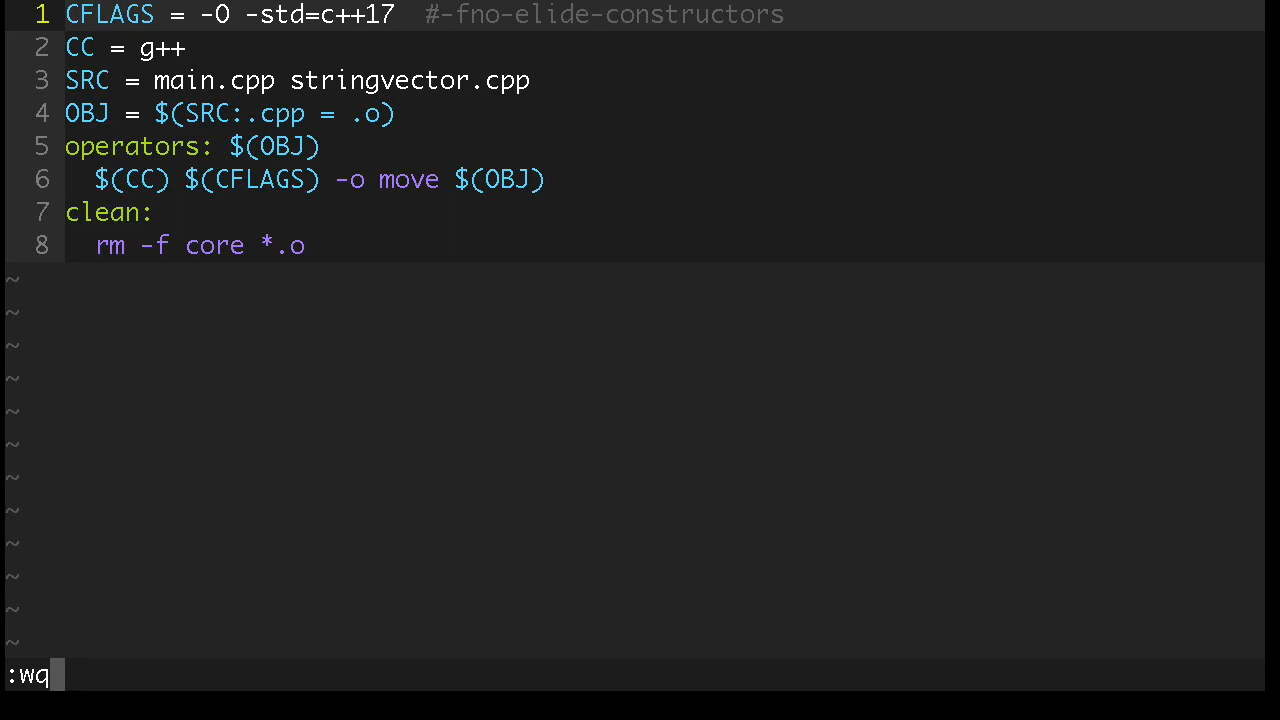 1 CFLAGS = -O -std=c++17  #-fno-elide-constructors
2 CC = g++
3 SRC = main.cpp stringvector.cpp
4 OBJ = $(SRC:.cpp = .o)
5 operators: $(OBJ)
6   $(CC) $(CFLAGS) -o move $(OBJ)
7 clean:
8   rm -f core *.o
~
~
~
~
~
~
~
~
~
~
~
~
:wq